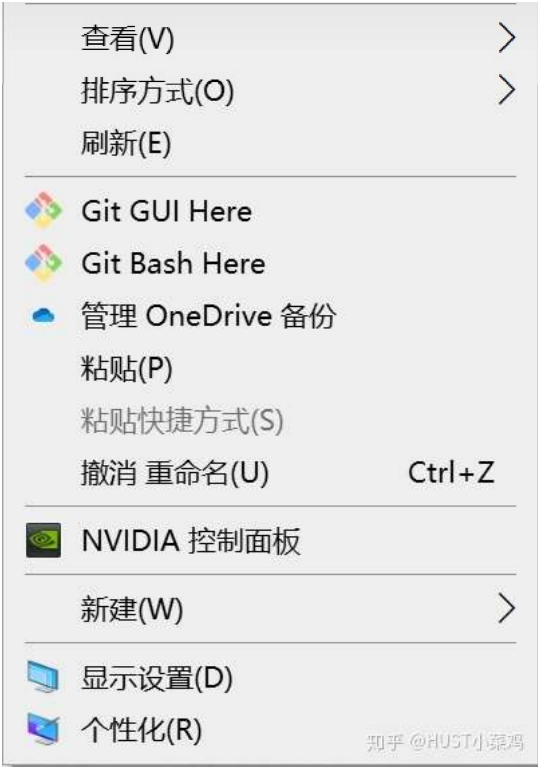 查看(V)
排序方式(O)
刷新(E)
Git GUI Here
Git Bash Here
管理 OneDrive 备份
粘贴(P)
粘贴快捷方式(S)
撤消 重命名(U) Ctrl+Z
NVIDIA 控制面板
新建(W)
显示设置(D)
个性化(R)
知乎 @HUST小菜鸡